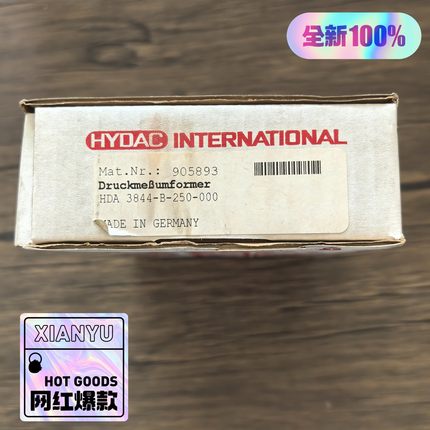 全新100%
HYDAC INTERNATIONAL
Mat.Nr.: 905893
Druckmeßumformer
HDA 3844-B-250-000
MADE IN GERMANY
XIANYU
HOT GOODS
网红爆款